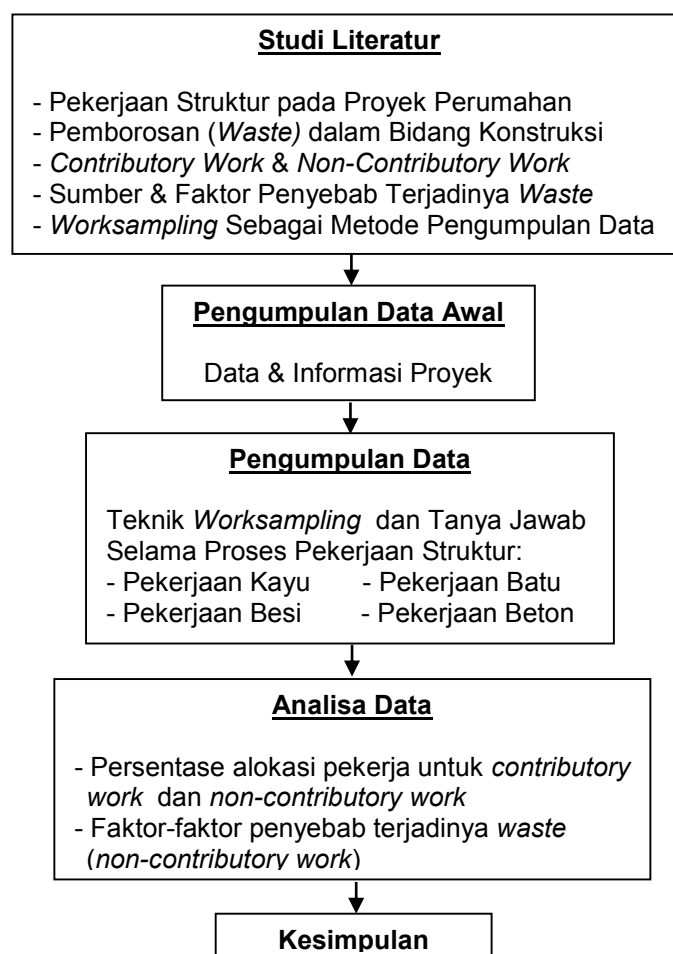 Studi Literatur
- Pekerjaan Struktur pada Proyek Perumahan
- Pemborosan (Waste) dalam Bidang Konstruksi
- Contributory Work & Non-Contributory Work
- Sumber & Faktor Penyebab Terjadinya Waste
- Worksampling Sebagai Metode Pengumpulan Data
Pengumpulan Data Awal
Data & Informasi Proyek
Pengumpulan Data
Teknik Worksampling dan Tanya Jawab
Selama Proses Pekerjaan Struktur:
- Pekerjaan Kayu - Pekerjaan Batu
- Pekerjaan Besi - Pekerjaan Beton
Analisa Data
- Persentase alokasi pekerja untuk contributory
work dan non-contributory work
- Faktor-faktor penyebab terjadinya waste
(non-contributory work)
Kesimpulan